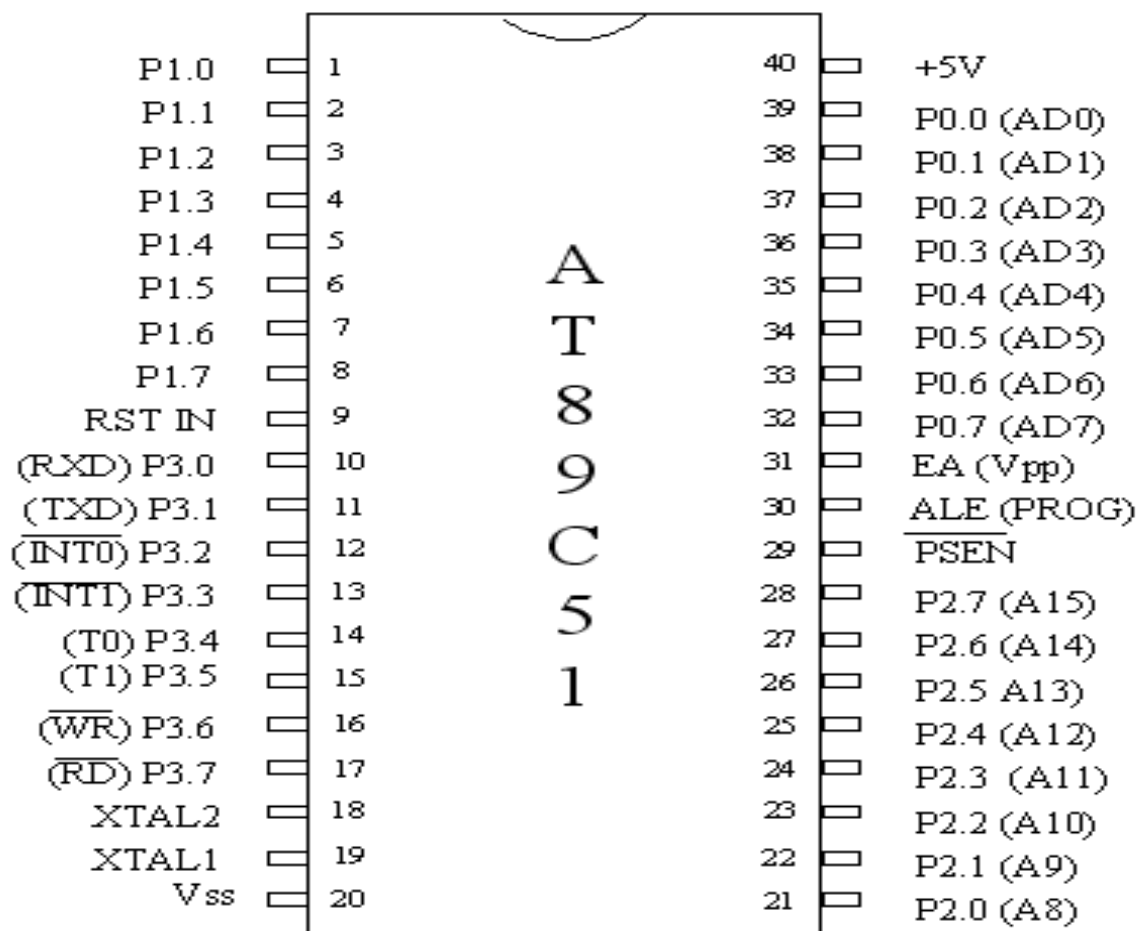 P1.0 1 40 +5V
P1.1 2 39 P0.0 (AD0)
P1.2 3 38 P0.1 (AD1)
P1.3 4 37 P0.2 (AD2)
P1.4 5 36 P0.3 (AD3)
P1.5 6 35 P0.4 (AD4)
P1.6 7 34 P0.5 (AD5)
P1.7 8 33 P0.6 (AD6)
RST IN 9 32 P0.7 (AD7)
(RXD) P3.0 10 31 EA (Vpp)
(TXD) P3.1 11 30 ALE (PROG)
(I̅N̅T̅0̅) P3.2 12 29 P̅S̅E̅N̅
(I̅N̅T̅1̅) P3.3 13 28 P2.7 (A15)
(T0) P3.4 14 27 P2.6 (A14)
(T1) P3.5 15 26 P2.5 A13)
(W̅R̅) P3.6 16 25 P2.4 (A12)
(R̅D̅) P3.7 17 24 P2.3 (A11)
XTAL2 18 23 P2.2 (A10)
XTAL1 19 22 P2.1 (A9)
Vss 20 21 P2.0 (A8)
A
T
8
9
C
5
1